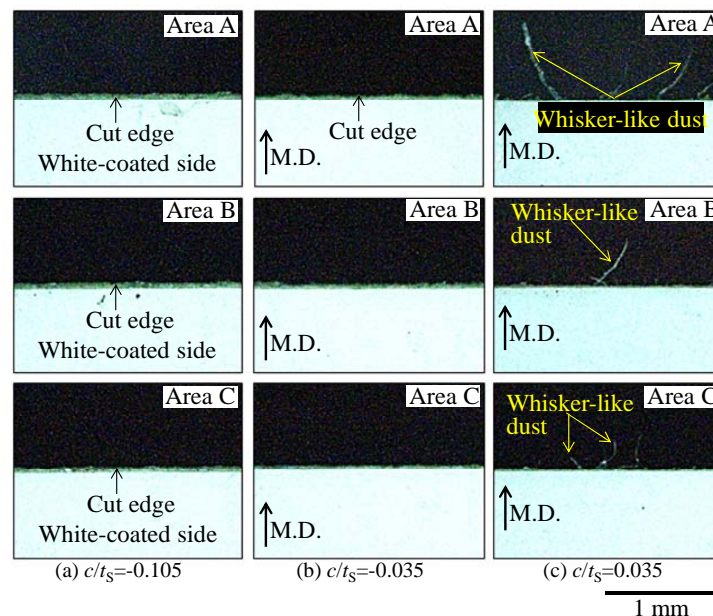 Area A
Cut edge
White-coated side
Area A
Cut edge
M.D.
Area A
Whisker-like dust
M.D.
Area B
Cut edge
White-coated side
Area B
M.D.
Area B
Whisker-like
dust
M.D.
Area C
Cut edge
White-coated side
Area C
M.D.
Area C
Whisker-like
dust
M.D.
(a) c/tS=-0.105
(b) c/tS=-0.035
(c) c/tS=0.035
1 mm